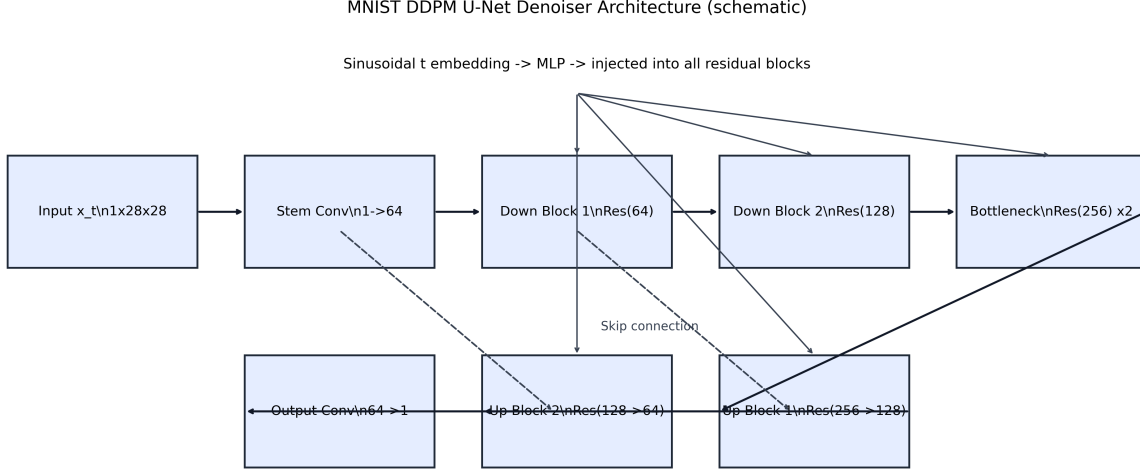 MNIST DDPM U-Net Denoiser Architecture (schematic)
Sinusoidal t embedding -> MLP -> injected into all residual blocks
Input x_t\n1x28x28
Stem Conv\n1->64
Down Block 1\nRes(64)
Down Block 2\nRes(128)
Bottleneck\nRes(256) x2
Skip connection
Output Conv\n64->1
Up Block 2\nRes(128->64)
Up Block 1\nRes(256->128)